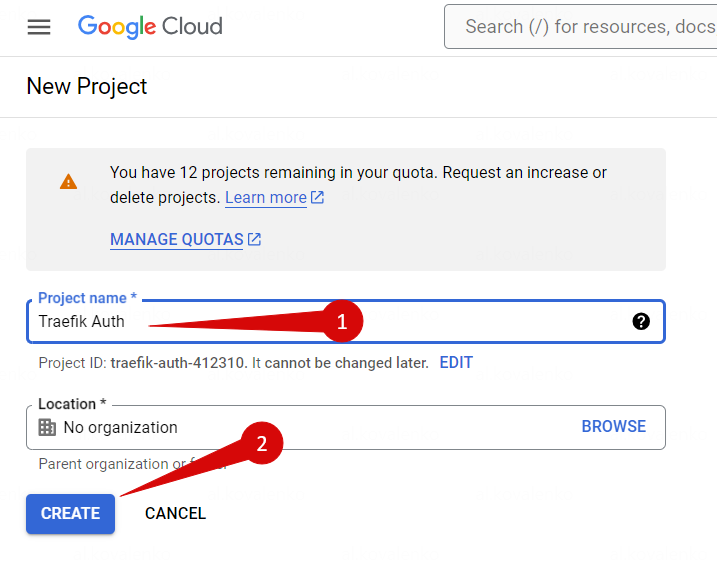 Google Cloud
Search (/) for resources, docs
New Project
You have 12 projects remaining in your quota. Request an increase or
delete projects. Learn more
MANAGE QUOTAS
Project name *
Traefik Auth
1
Project ID: traefik-auth-412310. It cannot be changed later. EDIT
Location *
No organization
BROWSE
2
Parent organization or
CREATE
CANCEL